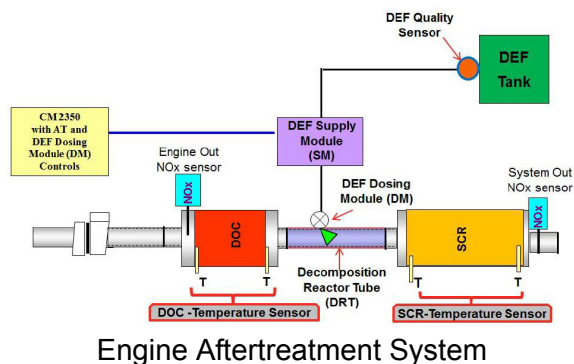 DEF Quality
Sensor
DEF
Tank
CM2350
with AT and
DEF Dosing
Module (DM)
Controls
DEF Supply
Module
(SM)
Engine Out
NOx sensor
System Out
NOx sensor
NOx
NOx
DEF Dosing
Module (DM)
DOC
SCR
Decomposition
Reactor Tube
(DRT)
T
T
T
T
DOC -Temperature Sensor
SCR-Temperature Sensor
Engine Aftertreatment System